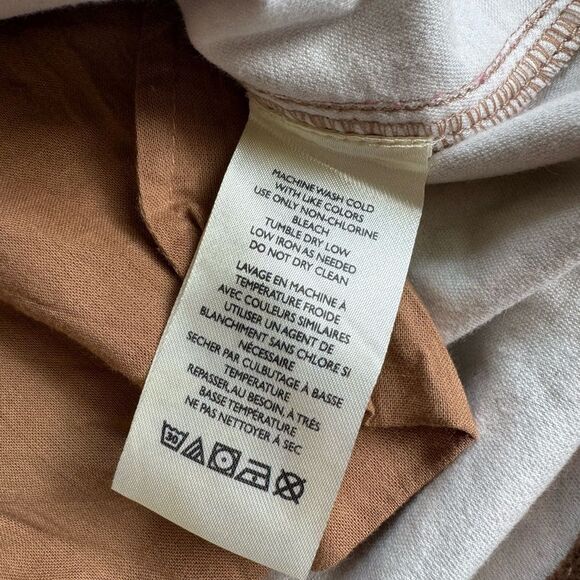 MACHINE WASH COLD
WITH LIKE COLORS
USE ONLY NON-CHLORINE
BLEACH
TUMBLE DRY LOW
LOW IRON AS NEEDED
DO NOT DRY CLEAN
LAVAGE EN MACHINE À
TEMPÉRATURE FROIDE
AVEC COULEURS SIMILAIRES
UTILISER UN AGENT DE
BLANCHIMENT SANS CHLORE SI
NÉCESSAIRE
SECHER PAR CULBUTAGE À BASSE
TEMPÉRATURE
REPASSER, AU BESOIN, À TRÈS
BASSE TEMPÉRATURE
NE PAS NETTOYER À SEC
30